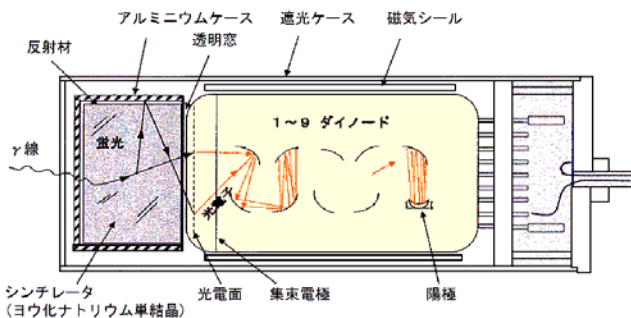 アルミニウムケース
遮光ケース
磁気シール
反射材
透明窓
1〜9 ダイノード
蛍光
γ線
光電子
シンチレータ
(ヨウ化ナトリウム単結晶)
光電面
集束電極
陽極